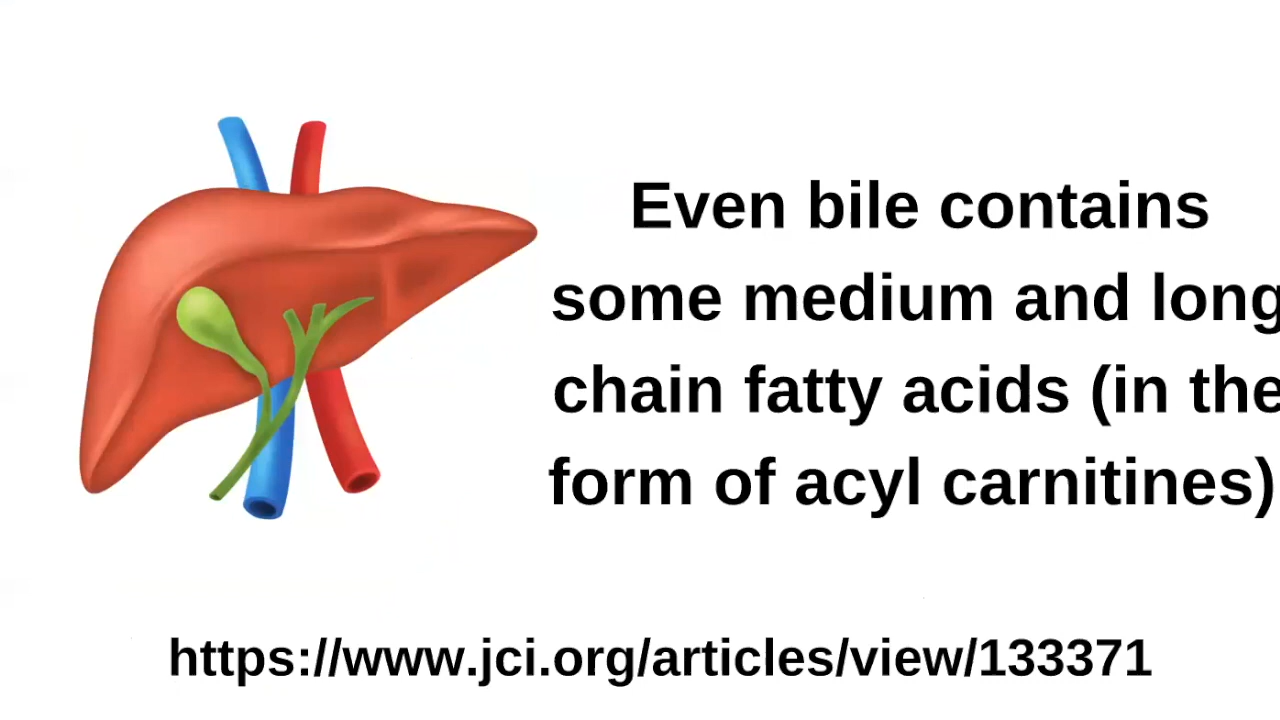 Even bile contains
some medium and long
chain fatty acids (in the
form of acyl carnitines)
https://www.jci.org/articles/view/133371